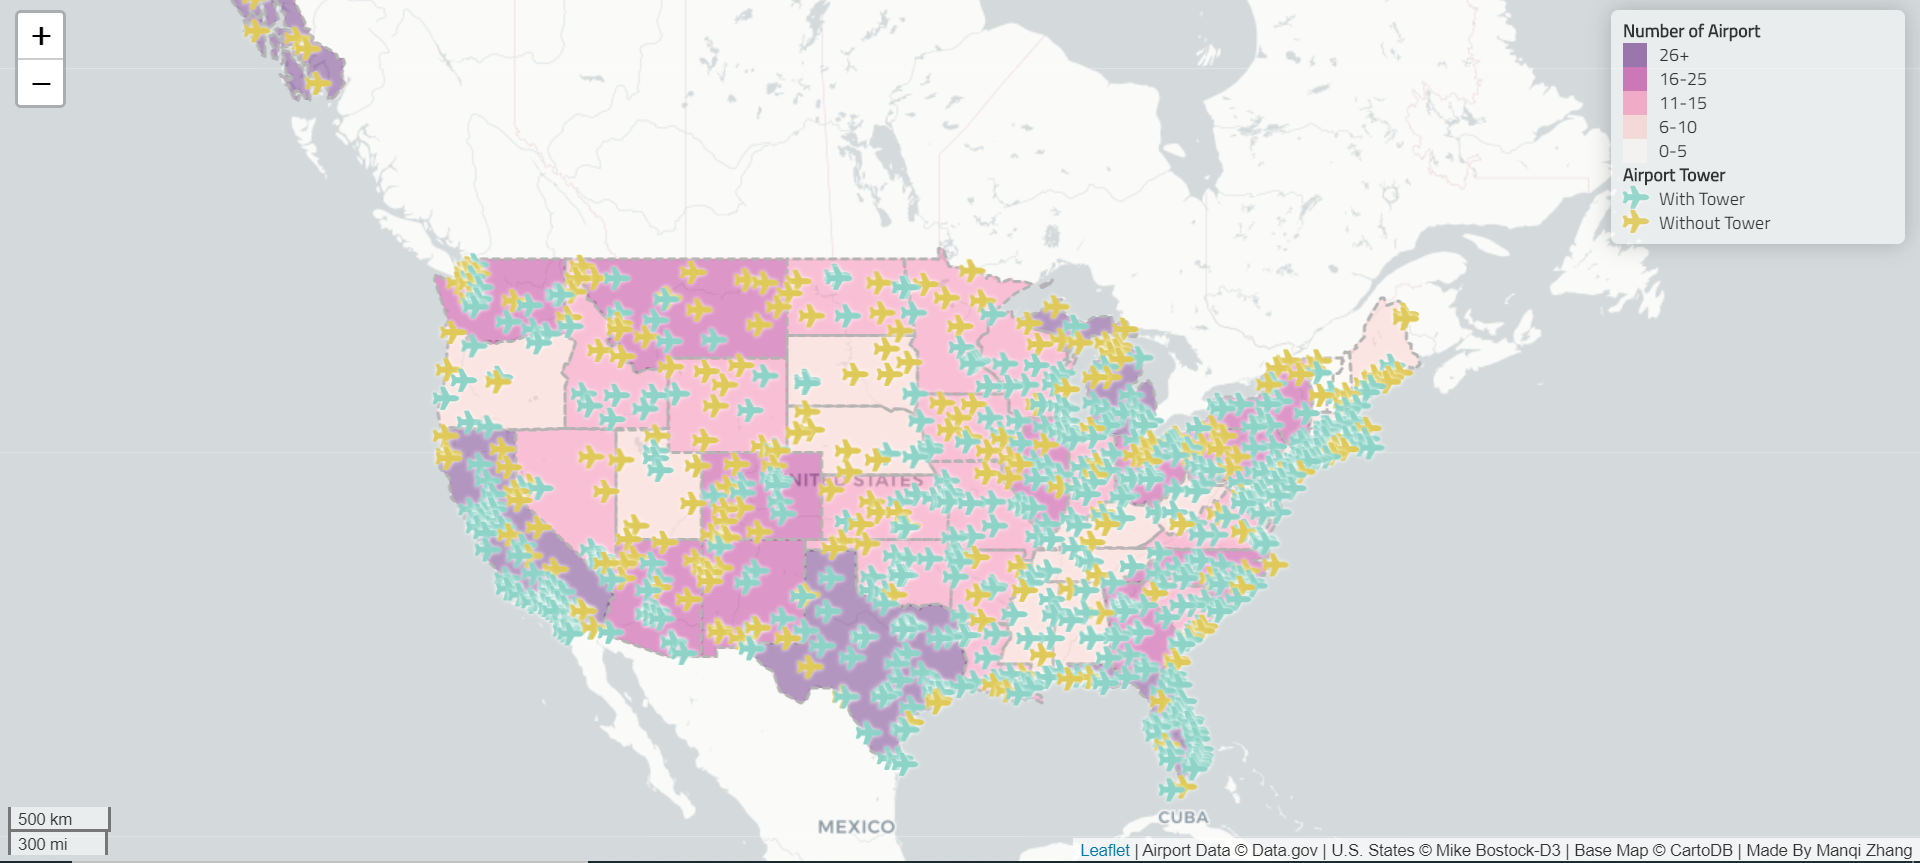 +
−
Number of Airport
26+
16-25
11-15
6-10
0-5
Airport Tower
With Tower
Without Tower
NITED STATES
MEXICO
CUBA
500 km
300 mi
Leaflet | Airport Data © Data.gov | U.S. States © Mike Bostock-D3 | Base Map © CartoDB | Made By Manqi Zhang